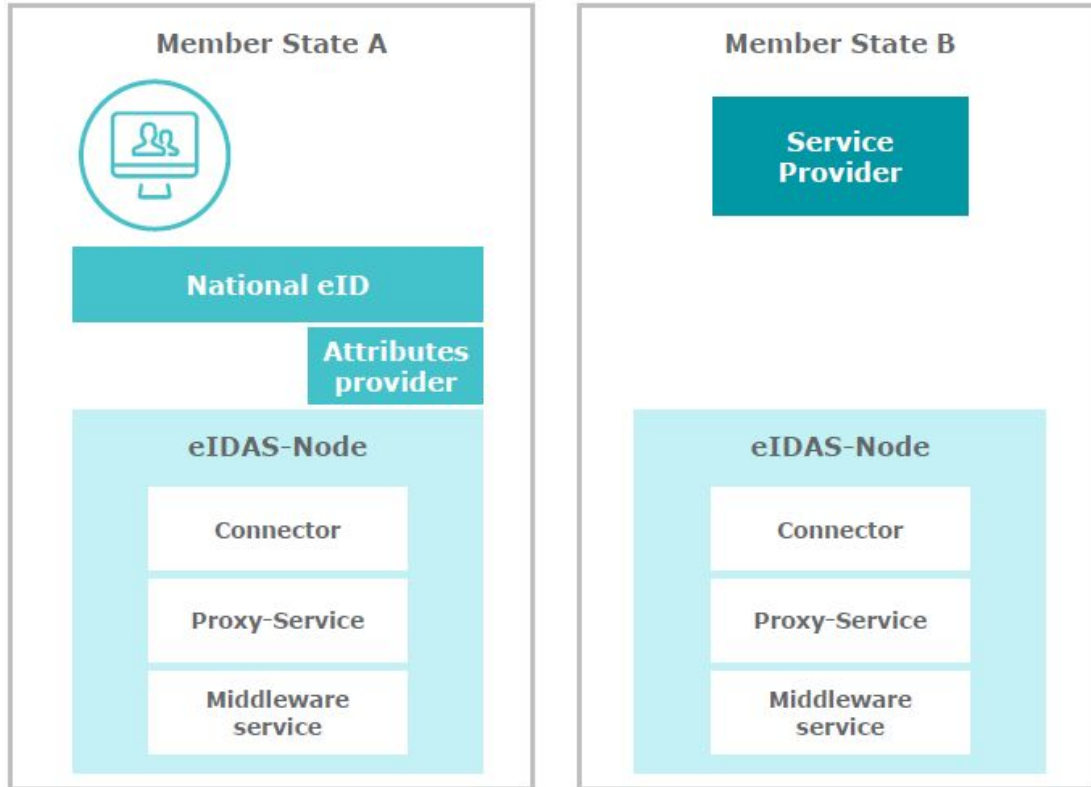 Member State A
National eID
Attributes
provider
eIDAS-Node
Connector
Proxy-Service
Middleware
service
Member State B
Service
Provider
eIDAS-Node
Connector
Proxy-Service
Middleware
service